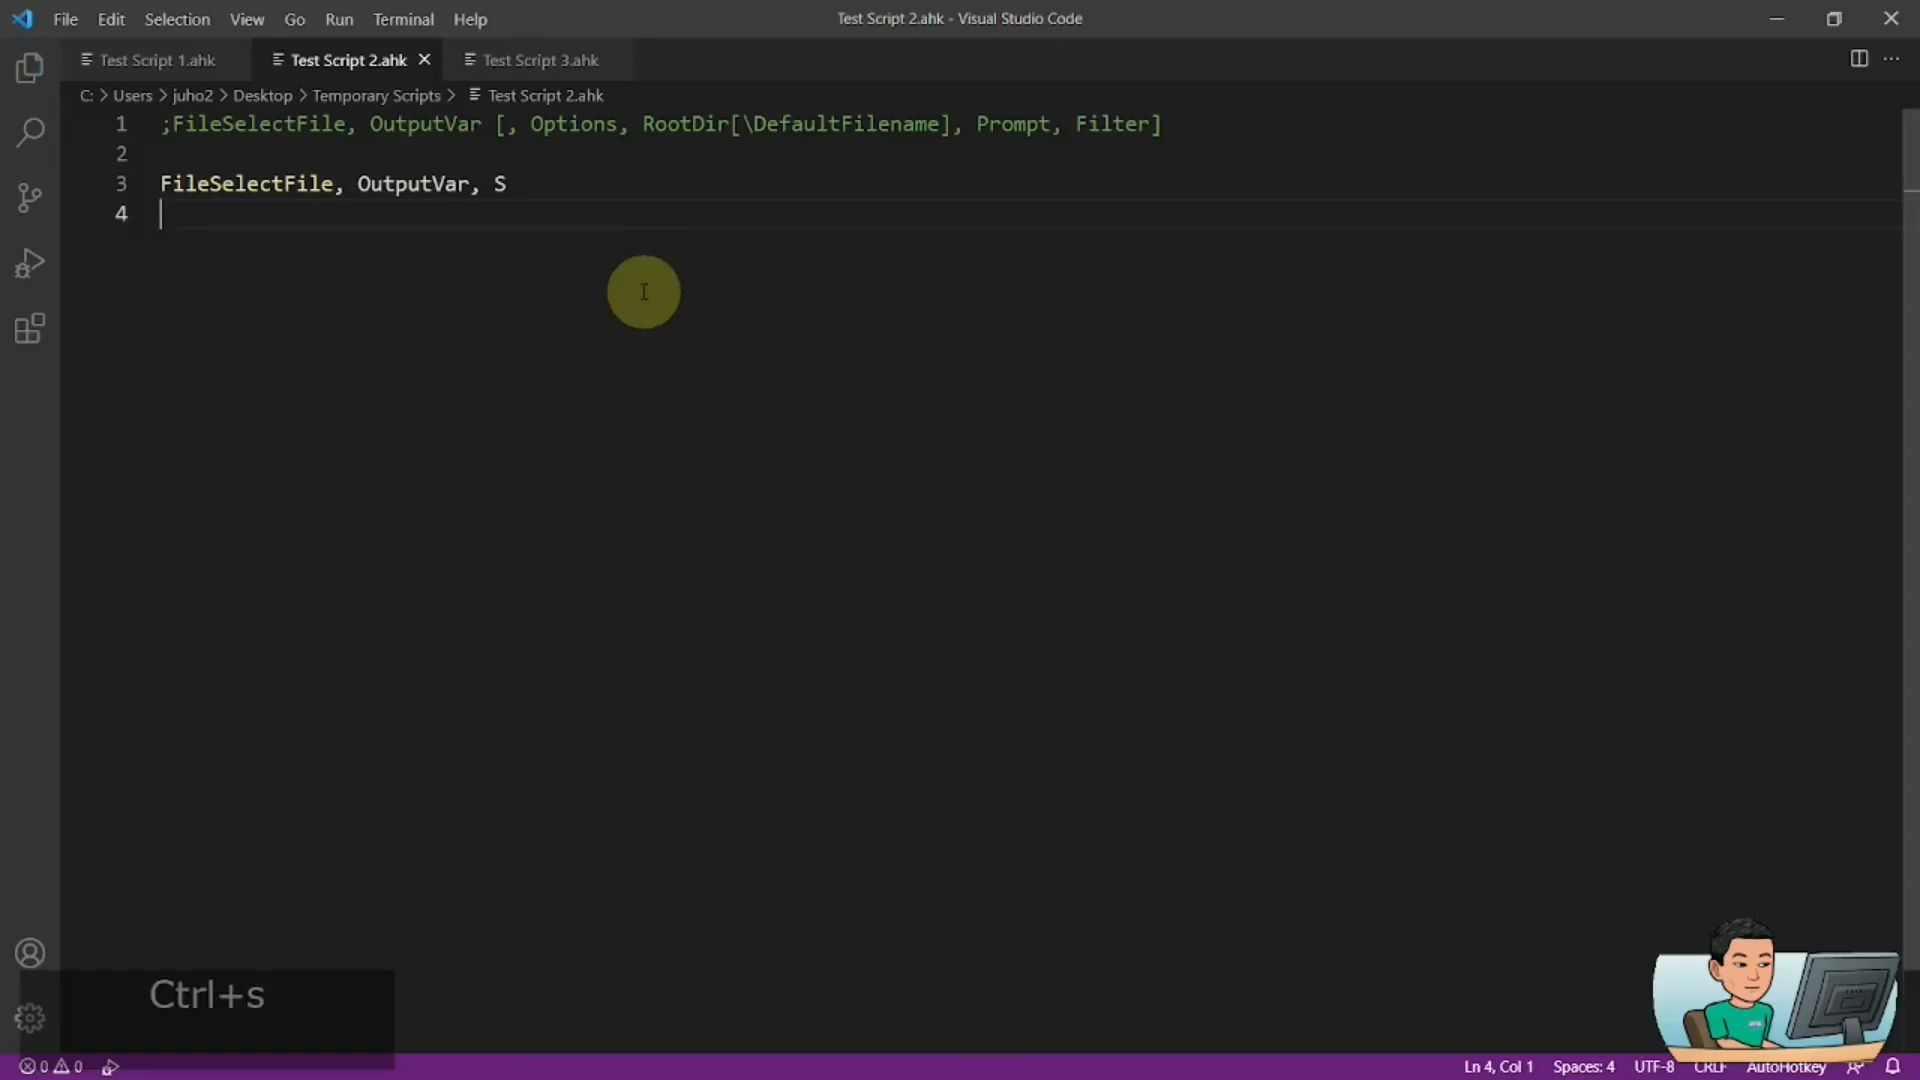 File Edit Selection View Go Run Terminal Help
Test Script 2.ahk - Visual Studio Code
Test Script 1.ahk
Test Script 2.ahk
Test Script 3.ahk
C: > Users > juho2 > Desktop > Temporary Scripts > Test Script 2.ahk
1 ;FileSelectFile, OutputVar [, Options, RootDir[\DefaultFilename], Prompt, Filter]
2
3 FileSelectFile, OutputVar, S
4
Ctrl+s
0 0
Ln 4, Col 1 Spaces: 4 UTF-8 CRLF AutoHotkey